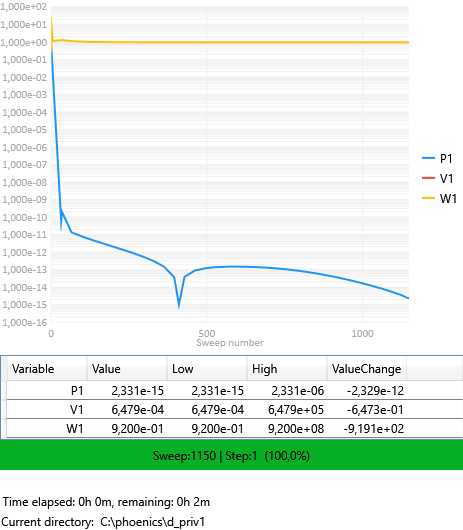 1,000e+02
1,000e+01
1,000e+00
1,000e-01
1,000e-02
1,000e-03
1,000e-04
1,000e-05
1,000e-06
1,000e-07
1,000e-08
1,000e-09
1,000e-10
1,000e-11
1,000e-12
1,000e-13
1,000e-14
1,000e-15
1,000e-16
0 500 1000
Sweep number
P1
V1
W1
Variable Value Low High ValueChange
P1 2,331e-15 2,331e-15 2,331e-06 -2,329e-12
V1 6,479e-04 6,479e-04 6,479e+05 -6,473e-01
W1 9,200e-01 9,200e-01 9,200e+08 -9,191e+02
Sweep:1150 | Step:1 (100,0%)
Time elapsed: 0h 0m, remaining: 0h 2m
Current directory: C:\phoenics\d_priv1